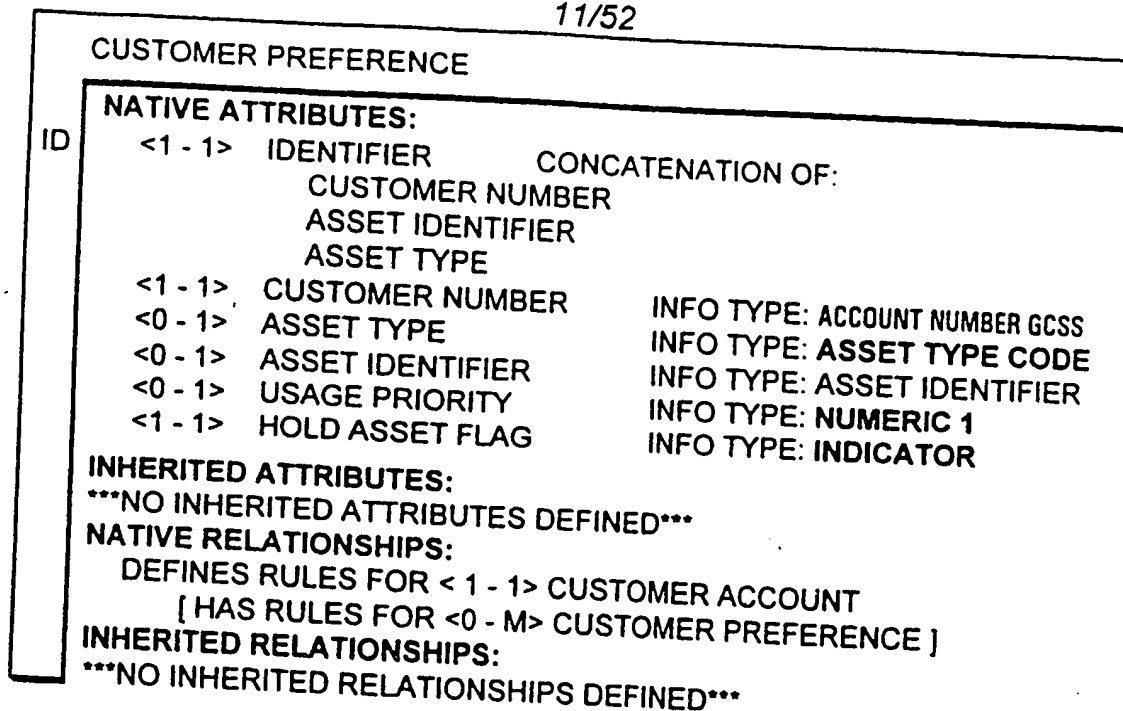 11/52
CUSTOMER PREFERENCE
NATIVE ATTRIBUTES:
ID <1 - 1> IDENTIFIER CONCATENATION OF:
CUSTOMER NUMBER
ASSET IDENTIFIER
ASSET TYPE
<1 - 1> CUSTOMER NUMBER INFO TYPE: ACCOUNT NUMBER GCSS
<0 - 1> ASSET TYPE INFO TYPE: ASSET TYPE CODE
<0 - 1> ASSET IDENTIFIER INFO TYPE: ASSET IDENTIFIER
<0 - 1> USAGE PRIORITY INFO TYPE: NUMERIC 1
<1 - 1> HOLD ASSET FLAG INFO TYPE: INDICATOR
INHERITED ATTRIBUTES:
***NO INHERITED ATTRIBUTES DEFINED***
NATIVE RELATIONSHIPS:
DEFINES RULES FOR < 1 - 1> CUSTOMER ACCOUNT
[ HAS RULES FOR <0 - M> CUSTOMER PREFERENCE ]
INHERITED RELATIONSHIPS:
***NO INHERITED RELATIONSHIPS DEFINED***